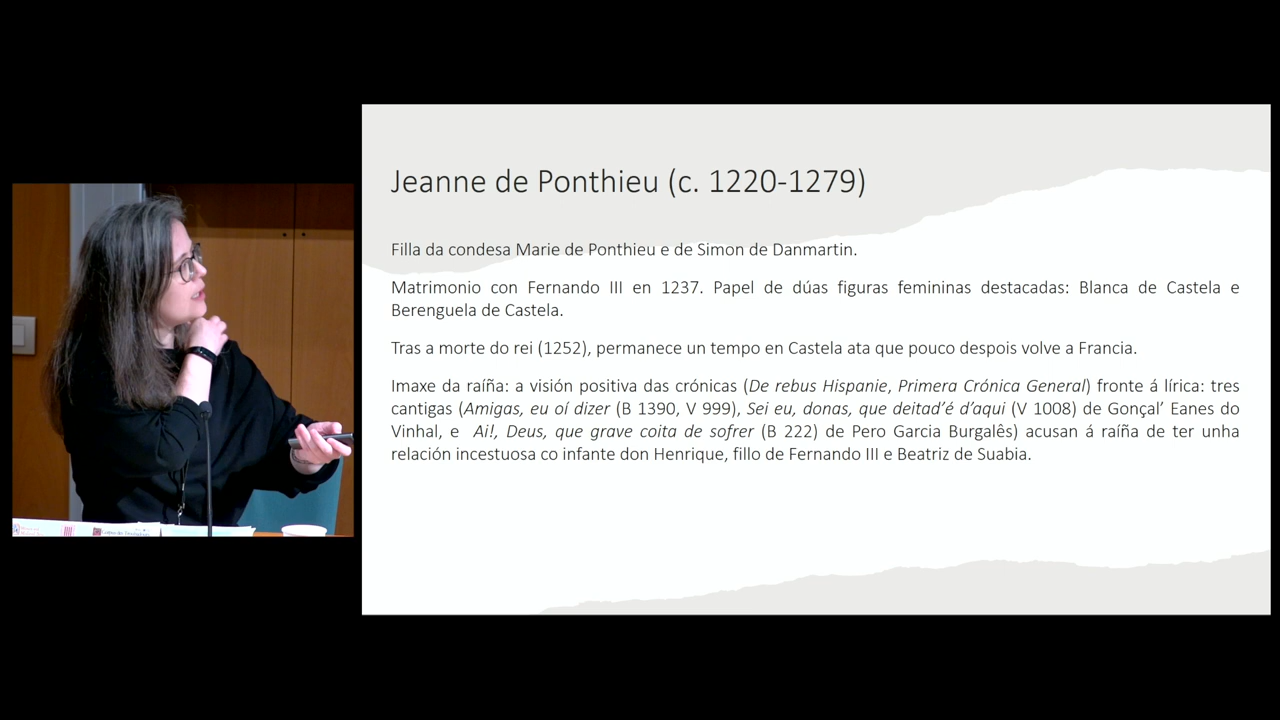 Jeanne de Ponthieu (c. 1220-1279)
Filla da condesa Marie de Ponthieu e de Simon de Danmartin.
Matrimonio con Fernando III en 1237. Papel de dúas figuras femininas destacadas: Blanca de Castela e
Berenguela de Castela.
Tras a morte do rei (1252), permanece un tempo en Castela ata que pouco despois volve a Francia.
Imaxe da raíña: a visión positiva das crónicas (De rebus Hispanie, Primera Crónica General) fronte á lírica: tres
cantigas (Amigas, eu oí dizer (B 1390, V 999), Sei eu, donas, que deitad’é d’aqui (V 1008) de Gonçal’ Eanes do
Vinhal, e Ai!, Deus, que grave coita de sofrer (B 222) de Pero Garcia Burgalês) acusan á raíña de ter unha
relación incestuosa co infante don Henrique, fillo de Fernando III e Beatriz de Suabia.